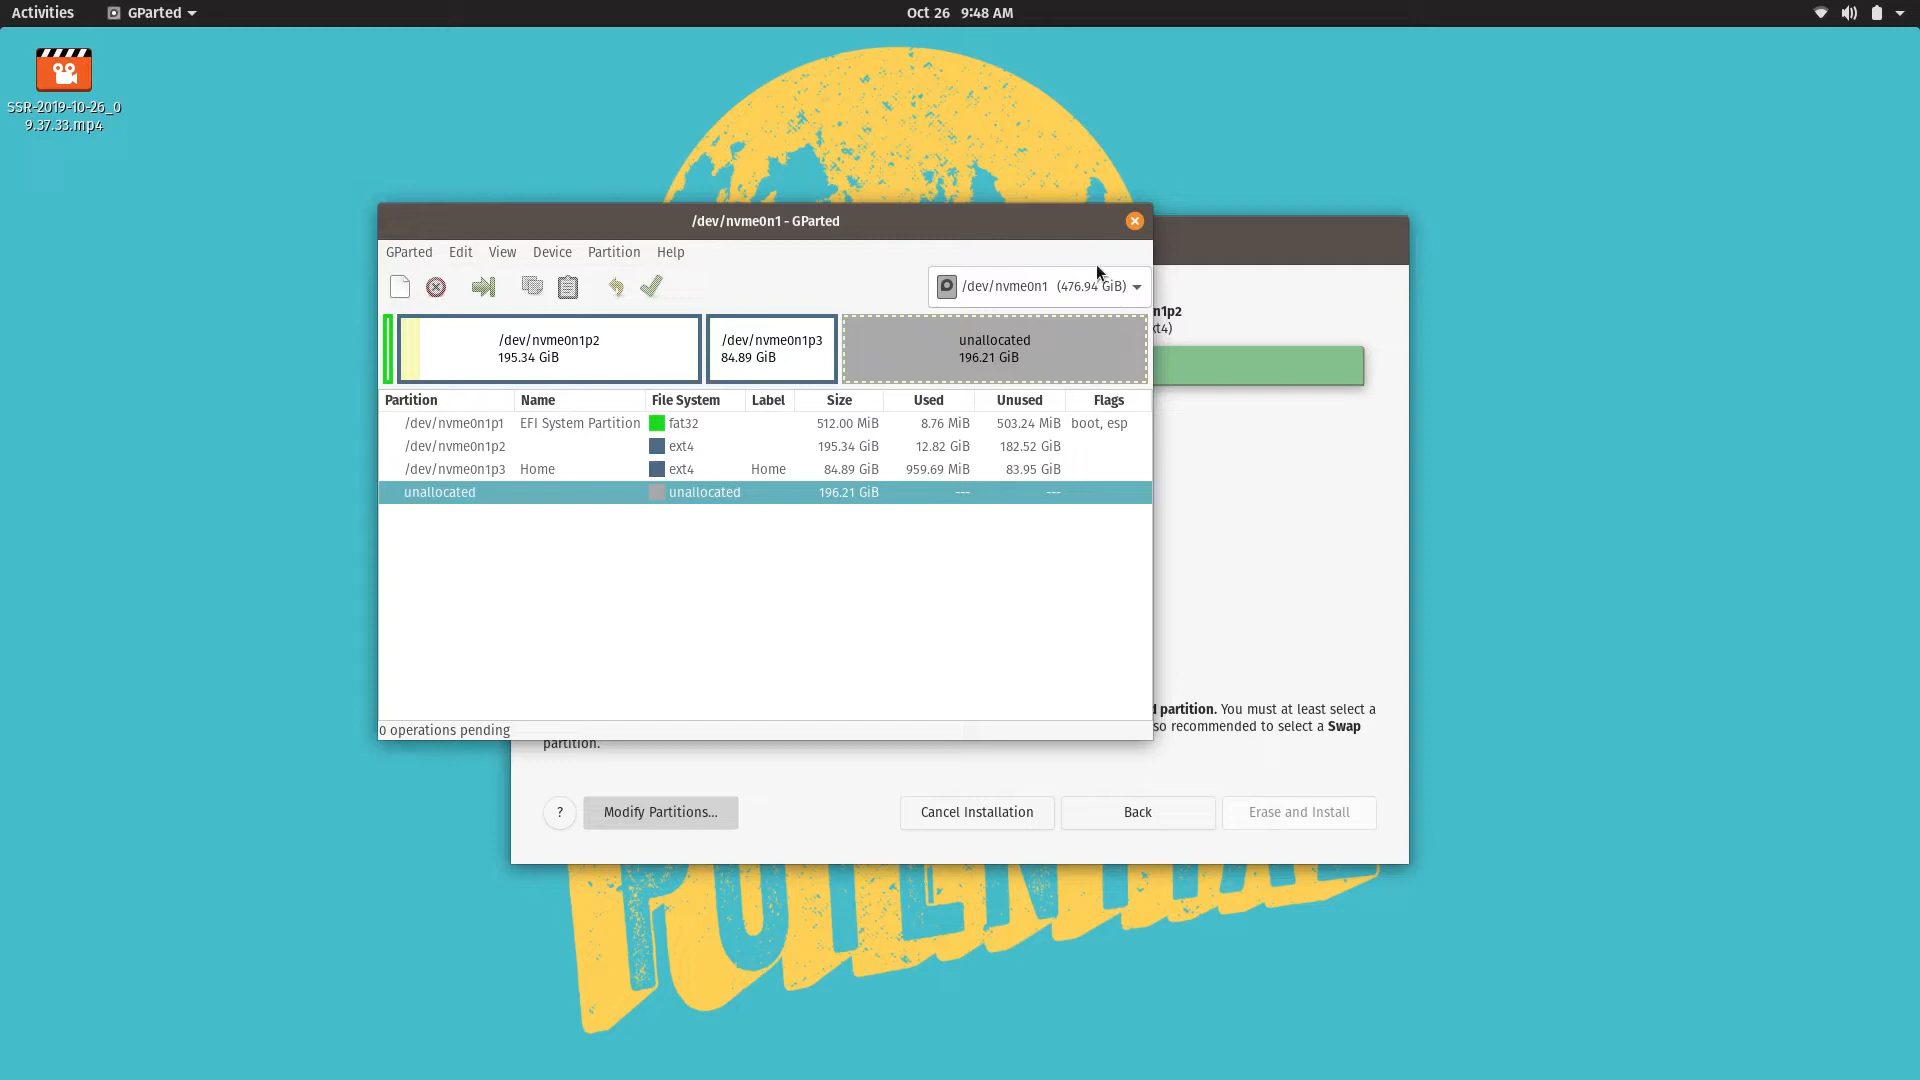 Activities
GParted
Oct 26 9:48 AM
SSR-2019-10-26_0
9.37.33.mp4
/dev/nvme0n1 - GParted
GParted Edit View Device Partition Help
/dev/nvme0n1 (476.94 GiB)
/dev/nvme0n1p2
195.34 GiB
/dev/nvme0n1p3
84.89 GiB
unallocated
196.21 GiB
Partition Name File System Label Size Used Unused Flags
/dev/nvme0n1p1 EFI System Partition fat32 512.00 MiB 8.76 MiB 503.24 MiB boot, esp
/dev/nvme0n1p2 ext4 195.34 GiB 12.82 GiB 182.52 GiB
/dev/nvme0n1p3 Home ext4 Home 84.89 GiB 959.69 MiB 83.95 GiB
unallocated unallocated 196.21 GiB --- ---
0 operations pending
n1p2
xt4)
d partition. You must at least select a
so recommended to select a Swap
partition.
? Modify Partitions... Cancel Installation Back Erase and Install
POTENTIAL